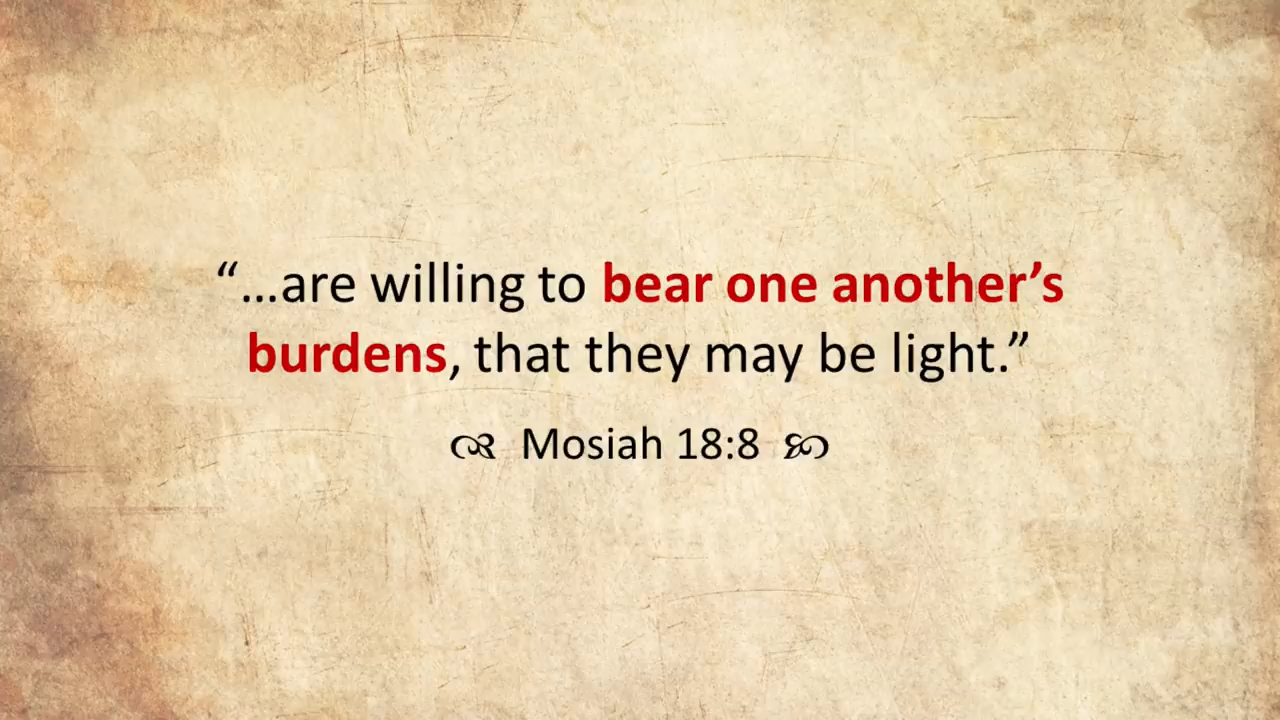 “…are willing to bear one another’s
burdens, that they may be light.”
Mosiah 18:8